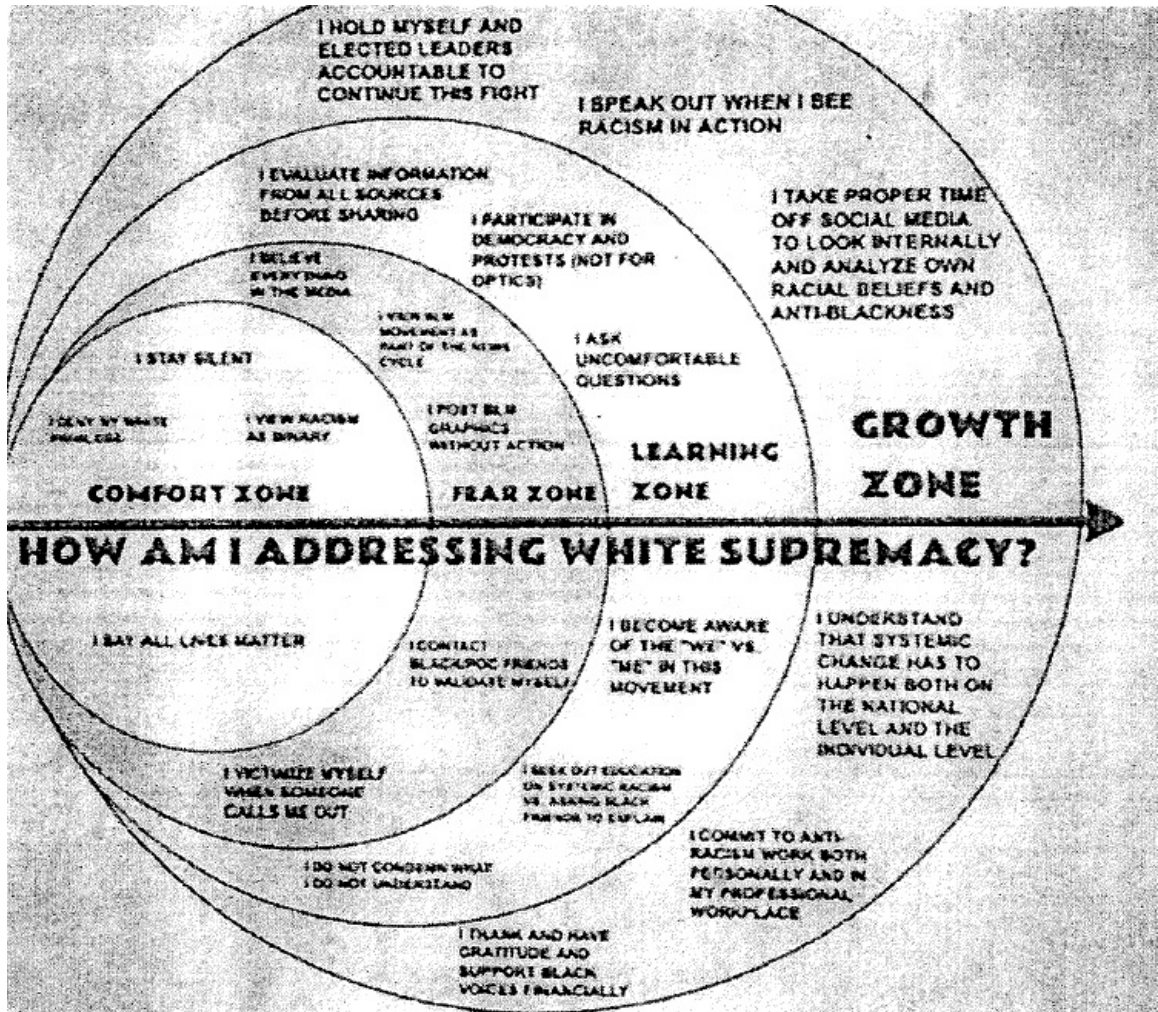 I HOLD MYSELF AND
ELECTED LEADERS
ACCOUNTABLE TO
CONTINUE THIS FIGHT
I SPEAK OUT WHEN I SEE
RACISM IN ACTION
I TAKE PROPER TIME
OFF SOCIAL MEDIA
TO LOOK INTERNALLY
AND ANALYZE OWN
RACIAL BELIEFS AND
ANTI-BLACKNESS
I EVALUATE INFORMATION
FROM ALL SOURCES
BEFORE SHARING
I PARTICIPATE IN
DEMOCRACY AND
PROTESTS (NOT FOR
OPTICS)
I BELIEVE
EVERYTHING
IN THE MEDIA
I VIEW BLM
MOVEMENT AS
PART OF THE NEWS
CYCLE
I ASK
UNCOMFORTABLE
QUESTIONS
I STAY SILENT
I DENY MY WHITE
PRIVILEGE
I VIEW RACISM
AS BINARY
I POST BLM
GRAPHICS
WITHOUT ACTION
COMFORT ZONE
FEAR ZONE
LEARNING
ZONE
GROWTH
ZONE
HOW AM I ADDRESSING WHITE SUPREMACY?
I SAY ALL LIVES MATTER
I CONTACT
BLACK/POC FRIENDS
TO VALIDATE MYSELF
I BECOME AWARE
OF THE "WE" VS.
"ME" IN THIS
MOVEMENT
I UNDERSTAND
THAT SYSTEMIC
CHANGE HAS TO
HAPPEN BOTH ON
THE NATIONAL
LEVEL AND THE
INDIVIDUAL LEVEL
I VICTIMIZE MYSELF
WHEN SOMEONE
CALLS ME OUT
I SEEK OUT EDUCATION
ON SYSTEMIC RACISM
VS. ASKING BLACK
FRIENDS TO EXPLAIN
I DO NOT CONDEMN WHAT
I DO NOT UNDERSTAND
I COMMIT TO ANTI-
RACISM WORK BOTH
PERSONALLY AND IN
MY PROFESSIONAL
WORKPLACE
I THANK AND HAVE
GRATITUDE AND
SUPPORT BLACK
VOICES FINANCIALLY